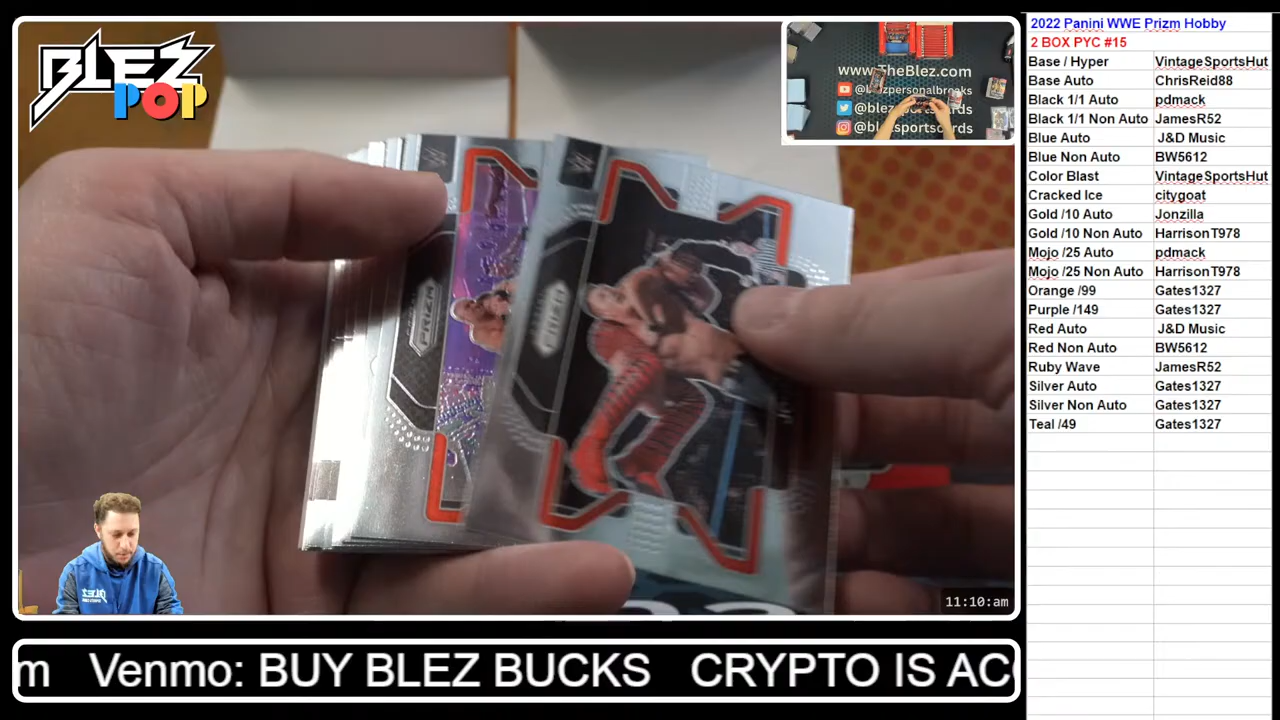 BLEZ
POP
www.TheBlez.com
@blezpersonalbreaks
@blezsportscards
@blezsportscards
PRIZM
PRIZM
BLEZ
11:10:am
m Venmo: BUY BLEZ BUCKS CRYPTO IS AC
2022 Panini WWE Prizm Hobby
2 BOX PYC #15
Base / Hyper VintageSportsHut
Base Auto ChrisReid88
Black 1/1 Auto pdmack
Black 1/1 Non Auto JamesR52
Blue Auto J&D Music
Blue Non Auto BW5612
Color Blast VintageSportsHut
Cracked Ice citygoat
Gold /10 Auto Jonzilla
Gold /10 Non Auto HarrisonT978
Mojo /25 Auto pdmack
Mojo /25 Non Auto HarrisonT978
Orange /99 Gates1327
Purple /149 Gates1327
Red Auto J&D Music
Red Non Auto BW5612
Ruby Wave JamesR52
Silver Auto Gates1327
Silver Non Auto Gates1327
Teal /49 Gates1327